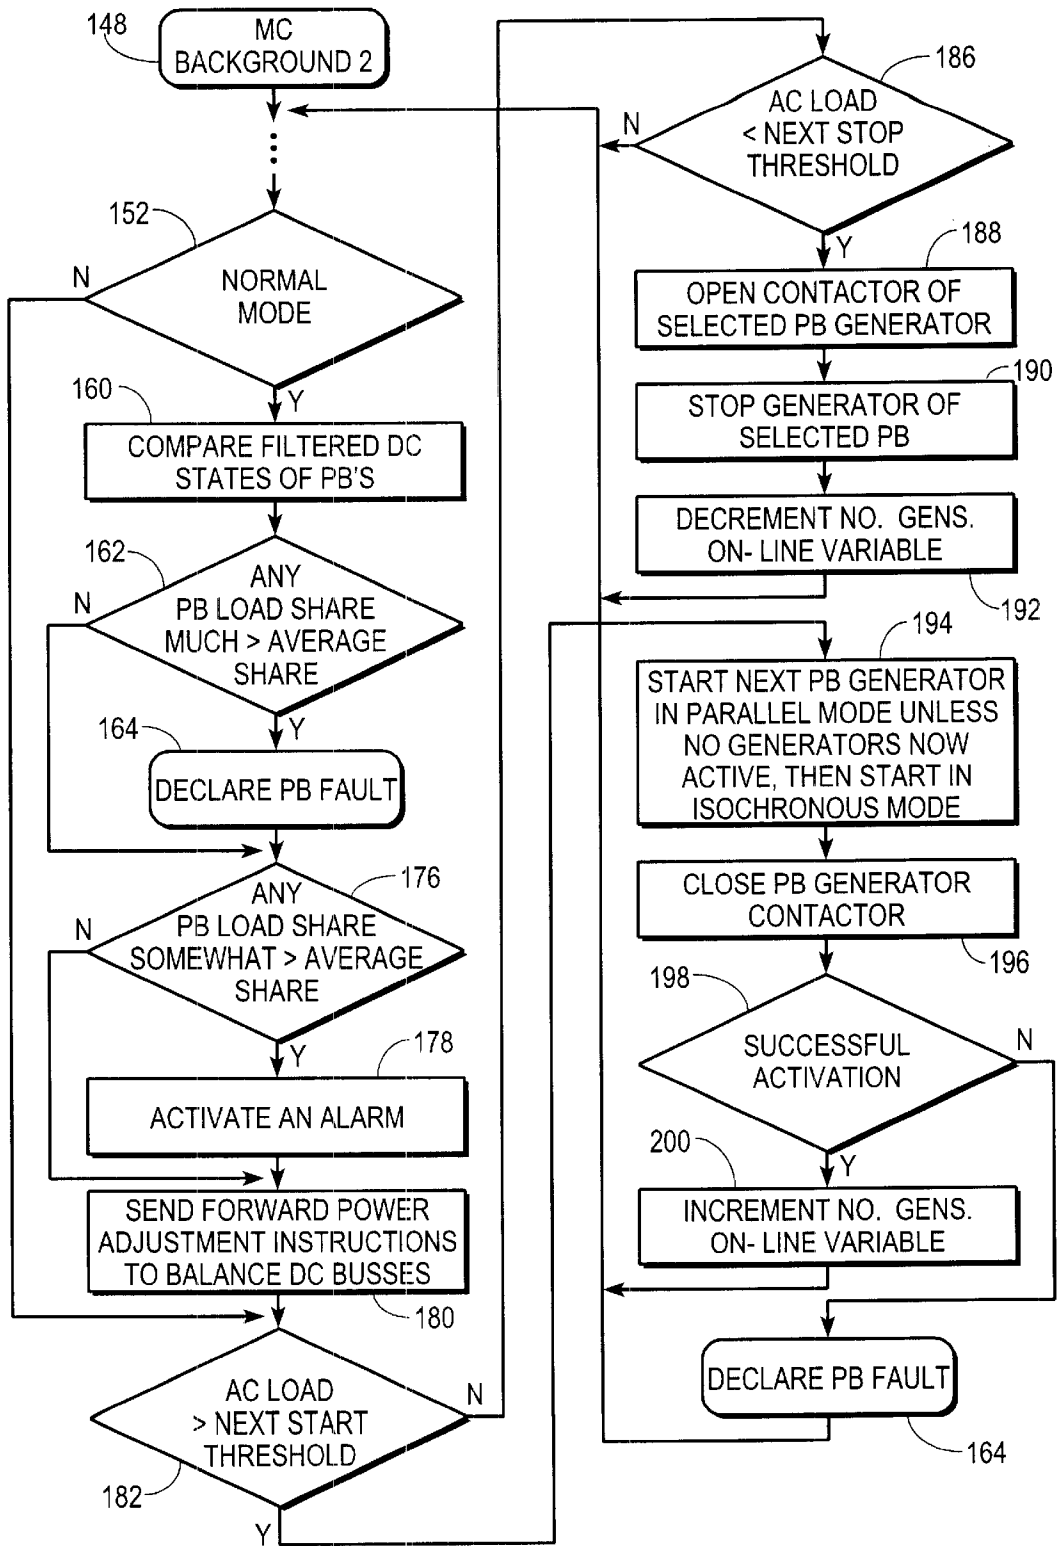 148
MC
BACKGROUND 2
152
N
NORMAL
MODE
160
Y
COMPARE FILTERED DC
STATES OF PB'S
162
N
ANY
PB LOAD SHARE
MUCH > AVERAGE
SHARE
164
Y
DECLARE PB FAULT
176
N
ANY
PB LOAD SHARE
SOMEWHAT > AVERAGE
SHARE
Y
178
ACTIVATE AN ALARM
SEND FORWARD POWER
ADJUSTMENT INSTRUCTIONS
TO BALANCE DC BUSSES
180
AC LOAD
> NEXT START
THRESHOLD
N
182
Y
186
N
AC LOAD
< NEXT STOP
THRESHOLD
Y
188
OPEN CONTACTOR OF
SELECTED PB GENERATOR
190
STOP GENERATOR OF
SELECTED PB
DECREMENT NO. GENS.
ON- LINE VARIABLE
192
194
START NEXT PB GENERATOR
IN PARALLEL MODE UNLESS
NO GENERATORS NOW
ACTIVE, THEN START IN
ISOCHRONOUS MODE
CLOSE PB GENERATOR
CONTACTOR
196
198
SUCCESSFUL
ACTIVATION
N
200
Y
INCREMENT NO. GENS.
ON- LINE VARIABLE
DECLARE PB FAULT
164